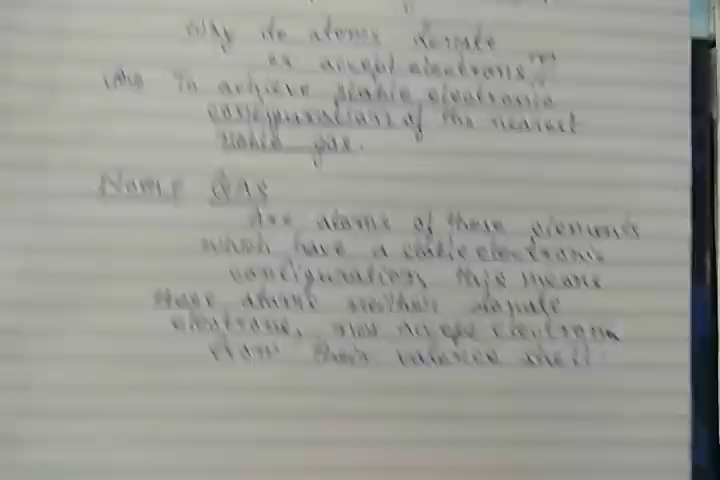 Why do atoms donate
or accept electrons
Ans To achieve stable electronic
configurations of the nearest
noble gas.
Noble gas
Are atoms of these elements
which have a stable electronic
configuration, this means
these atoms neither donate
electrons, nor accept electrons
from their valence shell.